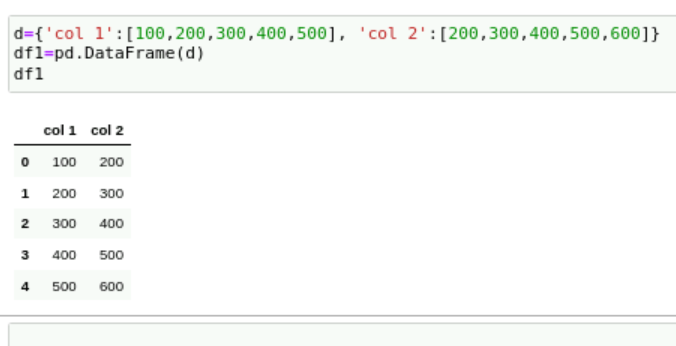 d={'col 1':[100,200,300,400,500], 'col 2':[200,300,400,500,600]}
df1=pd.DataFrame(d)
df1
col 1 col 2
0 100 200
1 200 300
2 300 400
3 400 500
4 500 600